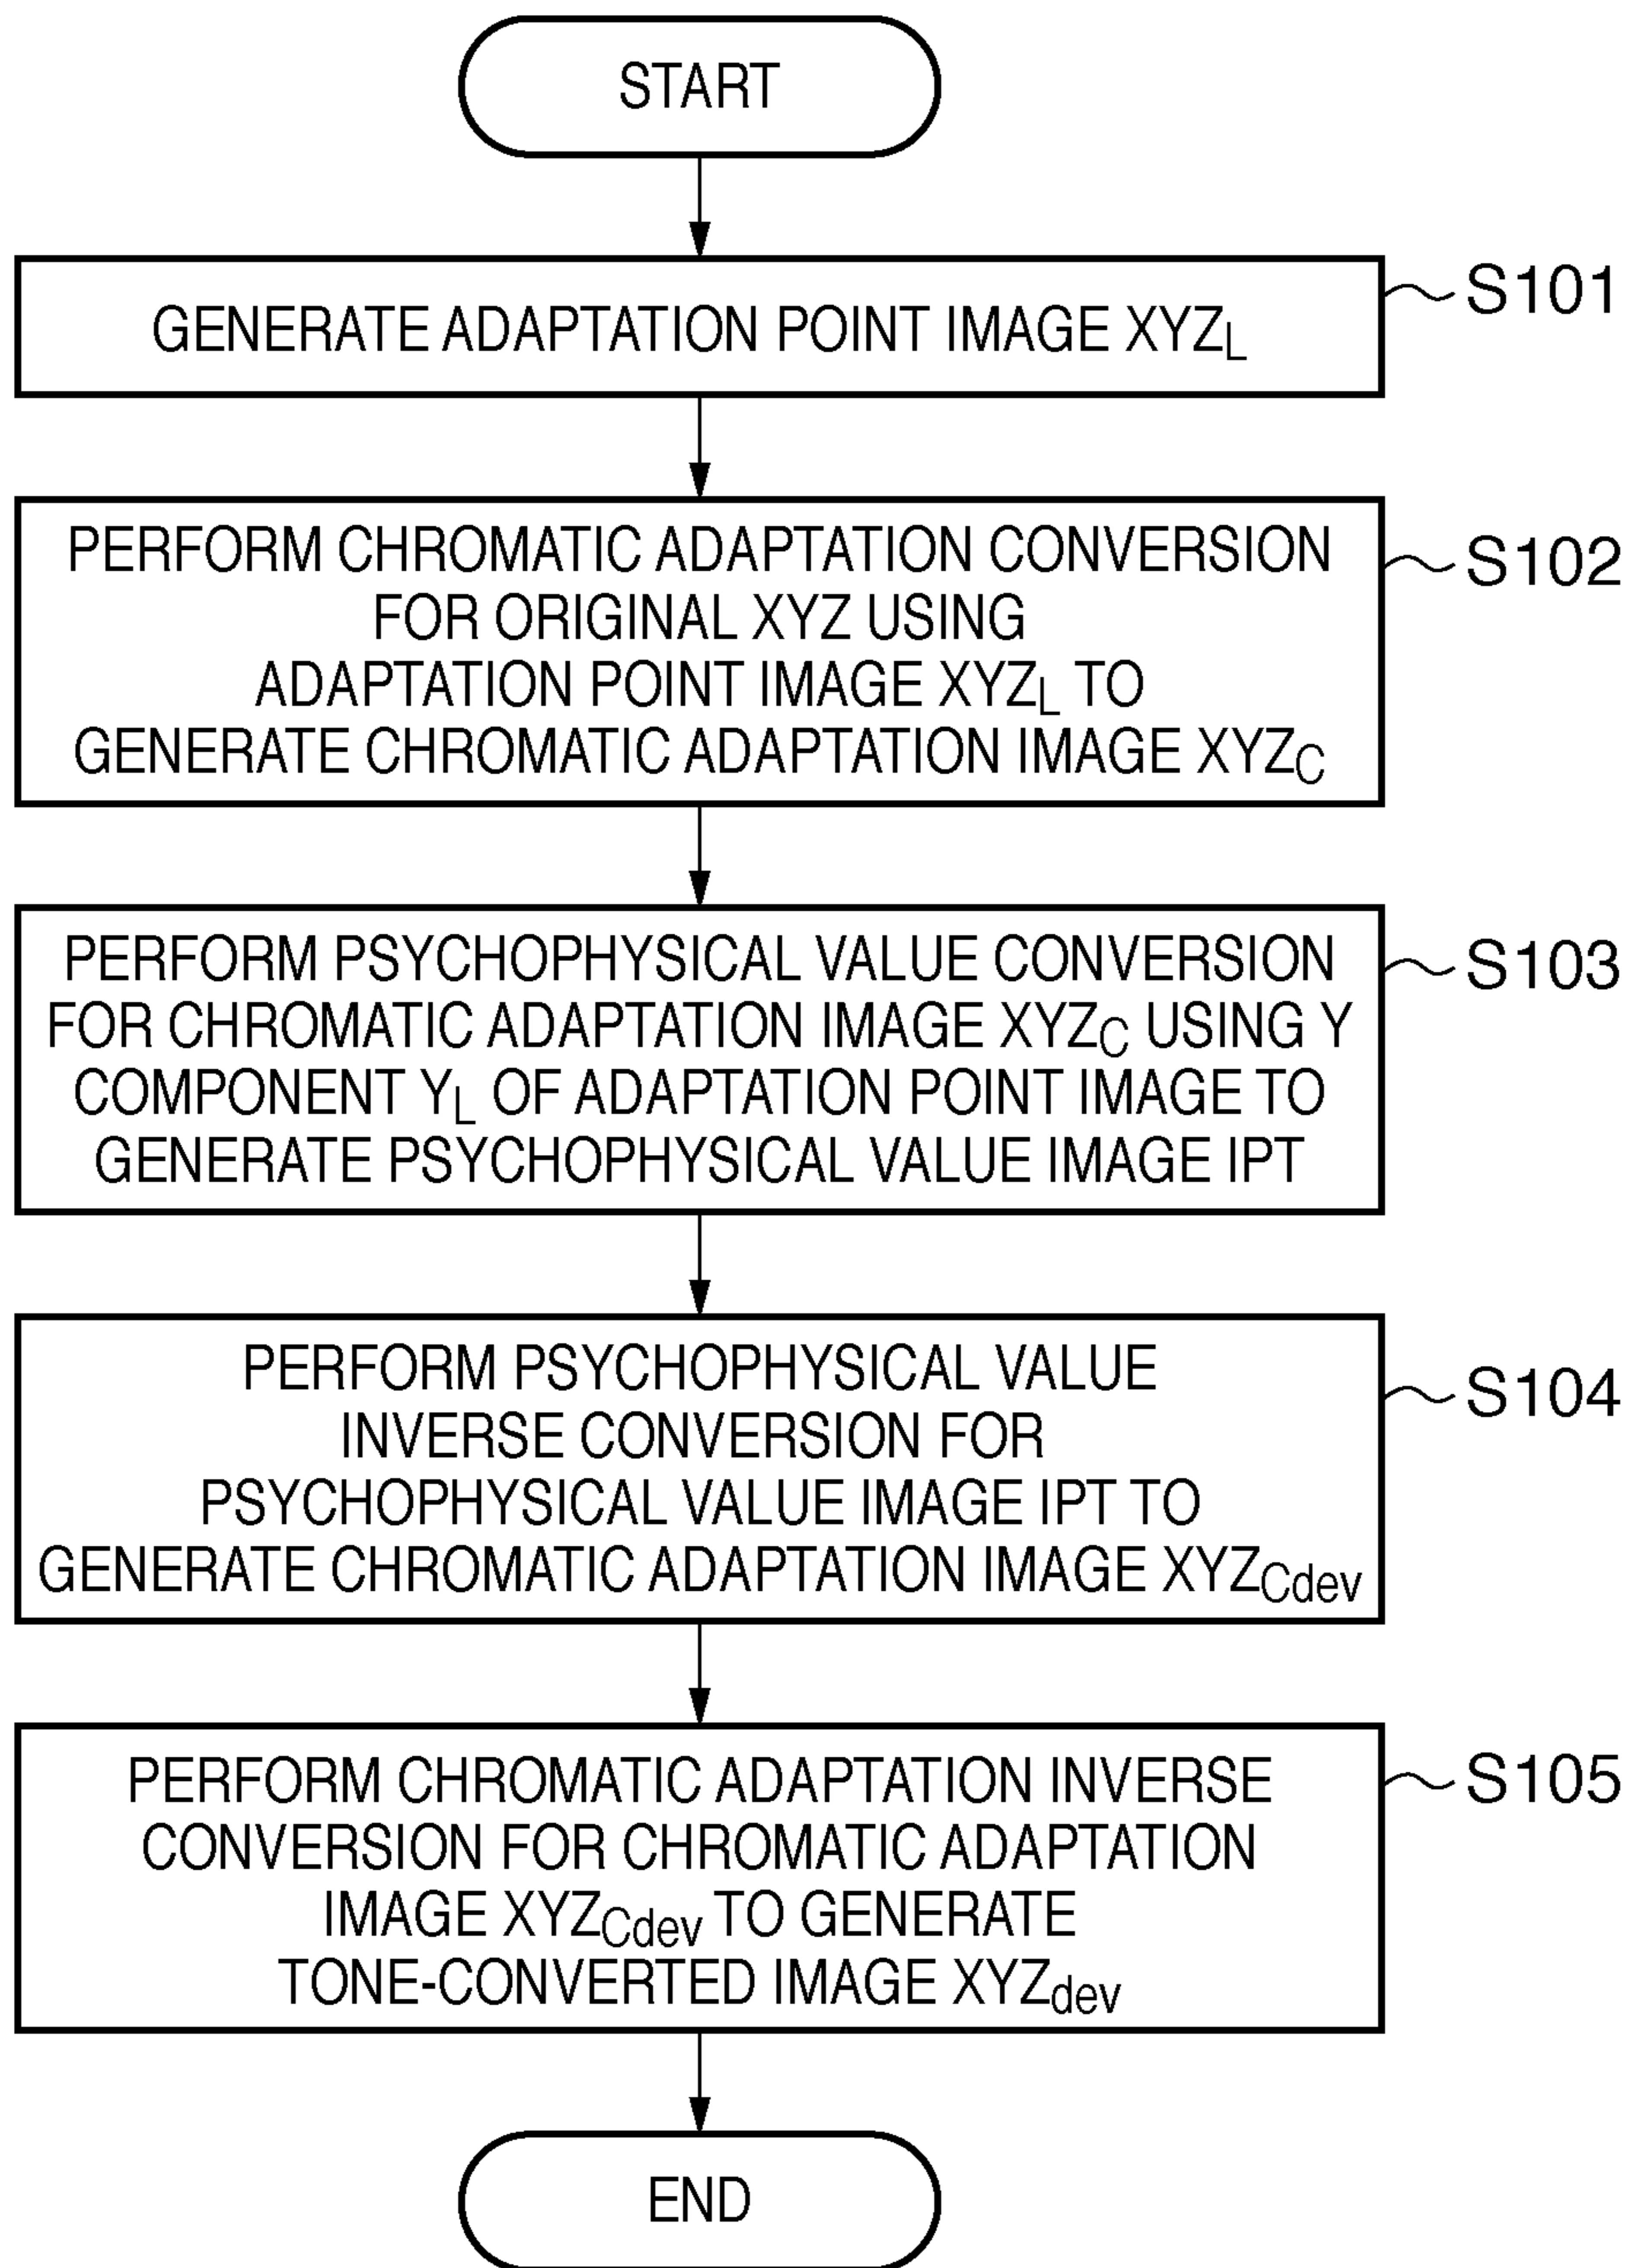 START
GENERATE ADAPTATION POINT IMAGE XYZL
S101
PERFORM CHROMATIC ADAPTATION CONVERSION
FOR ORIGINAL XYZ USING
ADAPTATION POINT IMAGE XYZL TO
GENERATE CHROMATIC ADAPTATION IMAGE XYZC
S102
PERFORM PSYCHOPHYSICAL VALUE CONVERSION
FOR CHROMATIC ADAPTATION IMAGE XYZC USING Y
COMPONENT YL OF ADAPTATION POINT IMAGE TO
GENERATE PSYCHOPHYSICAL VALUE IMAGE IPT
S103
PERFORM PSYCHOPHYSICAL VALUE
INVERSE CONVERSION FOR
PSYCHOPHYSICAL VALUE IMAGE IPT TO
GENERATE CHROMATIC ADAPTATION IMAGE XYZCdev
S104
PERFORM CHROMATIC ADAPTATION INVERSE
CONVERSION FOR CHROMATIC ADAPTATION
IMAGE XYZCdev TO GENERATE
TONE-CONVERTED IMAGE XYZdev
S105
END